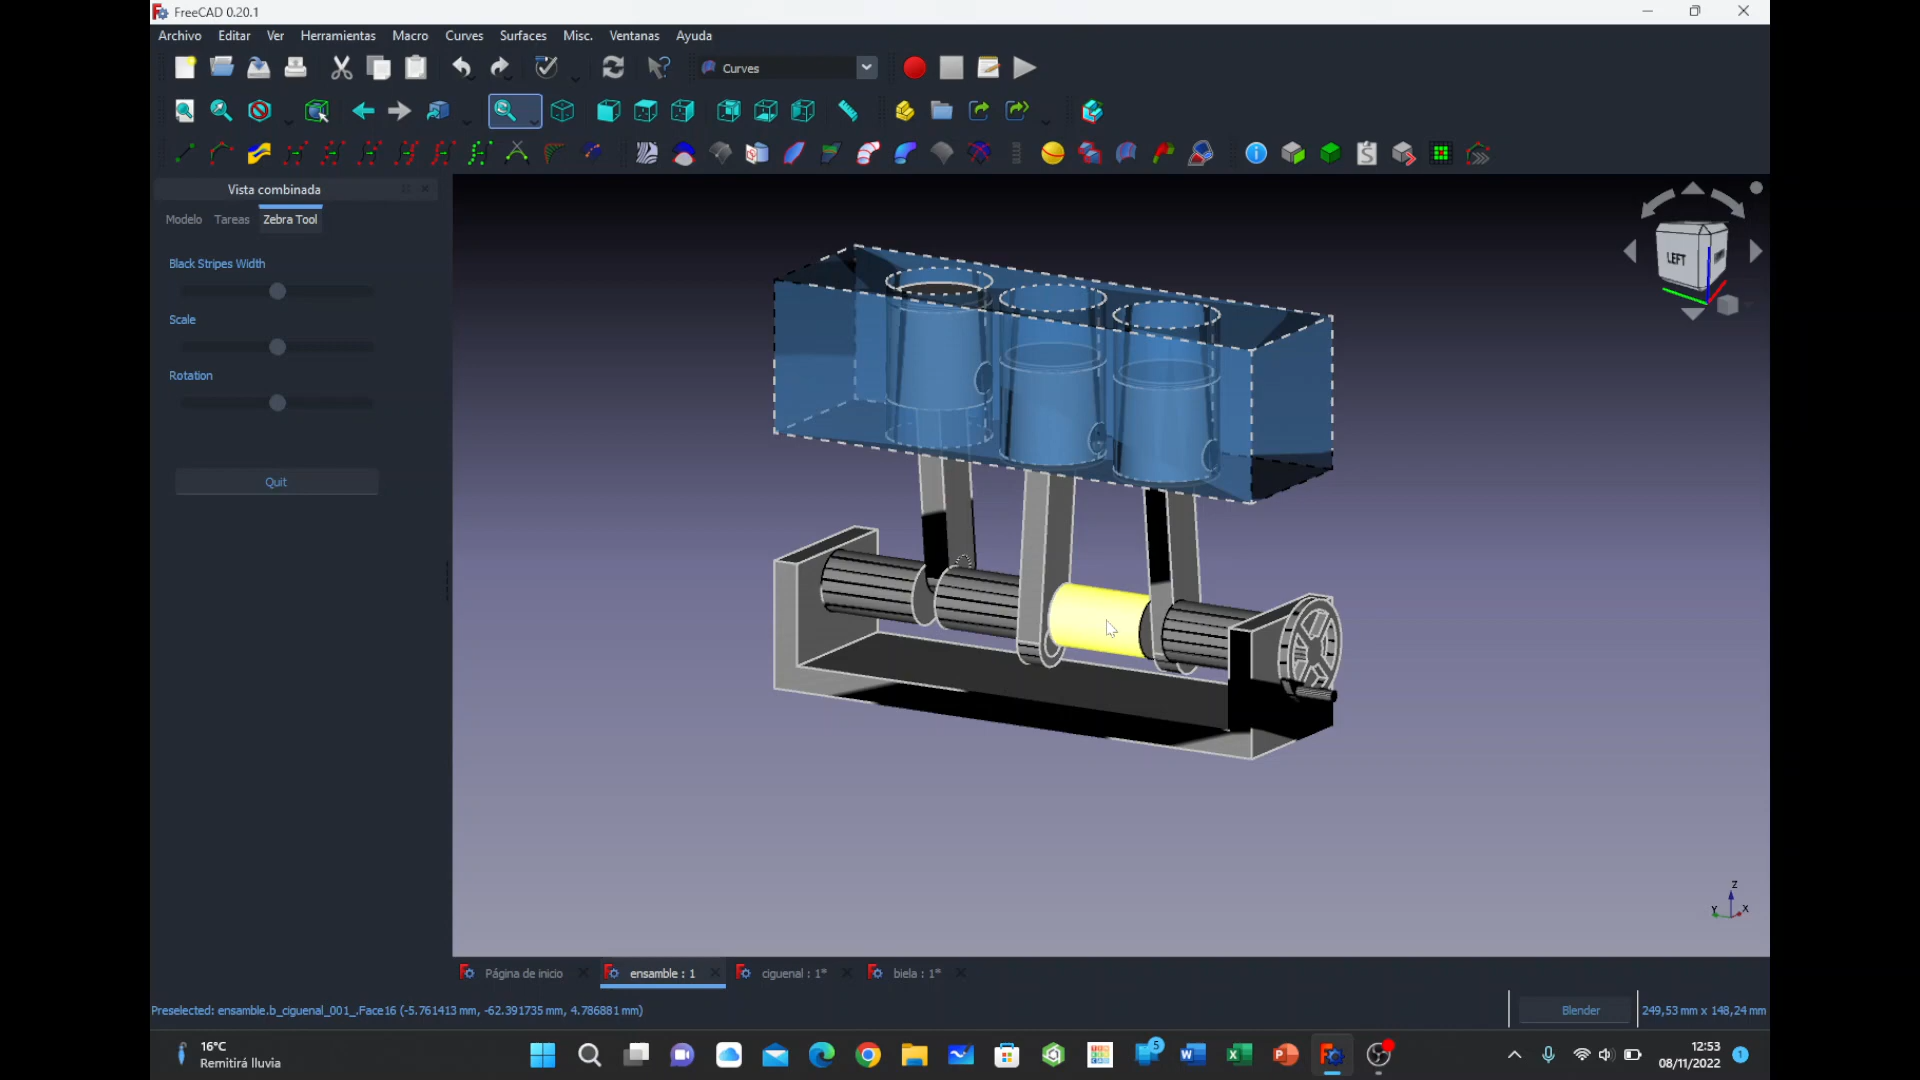 FreeCAD 0.20.1
Archivo Editar Ver Herramientas Macro Curves Surfaces Misc. Ventanas Ayuda
Curves
Vista combinada
Modelo Tareas Zebra Tool
Black Stripes Width
Scale
Rotation
Quit
LEFT
Z
Y X
Página de inicio ensamble : 1 ciguenal : 1* biela : 1*
Preselected: ensamble.b_ciguenal_001_.Face16 (-5.761413 mm, -62.391735 mm, 4.786881 mm)
Blender 249,53 mm x 148,24 mm
16°C
Remitirá lluvia
5
12:53
08/11/2022
1